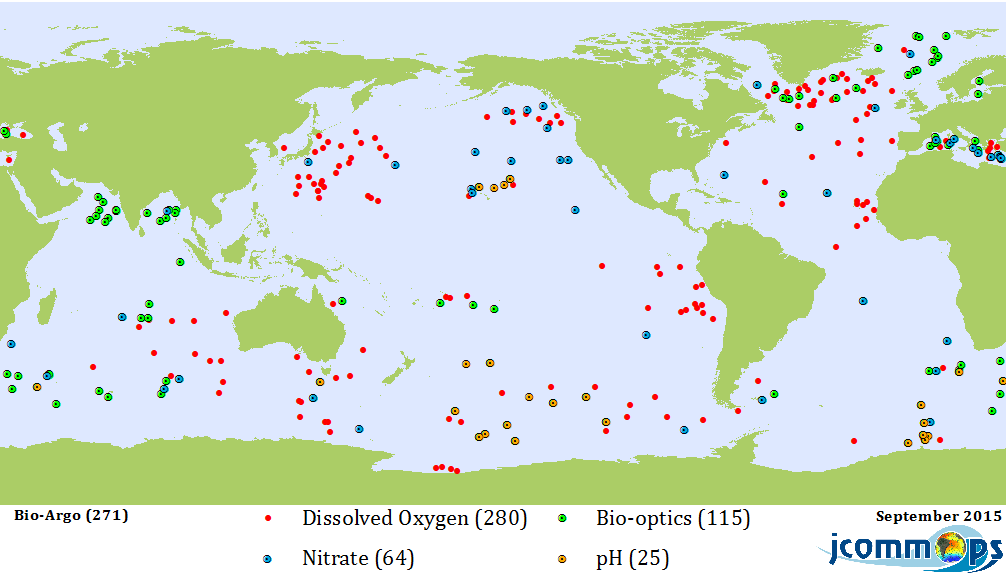 Bio-Argo (271)
Dissolved Oxygen (280)
Bio-optics (115)
September 2015
Nitrate (64)
pH (25)
jcommops